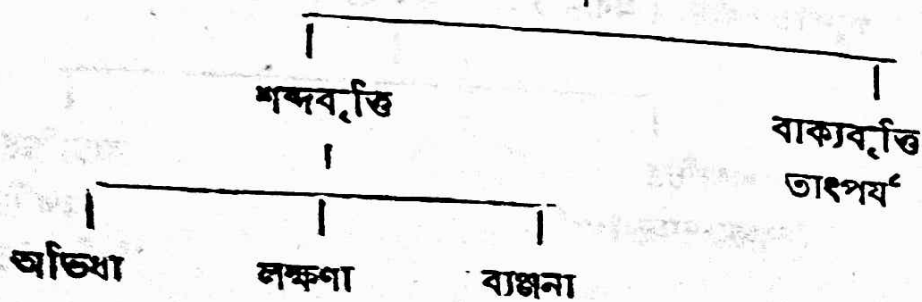 শব্দবৃত্তি
বাক্যবৃত্তি
তাৎপর্য
অভিধা লক্ষণা ব্যঞ্জনা